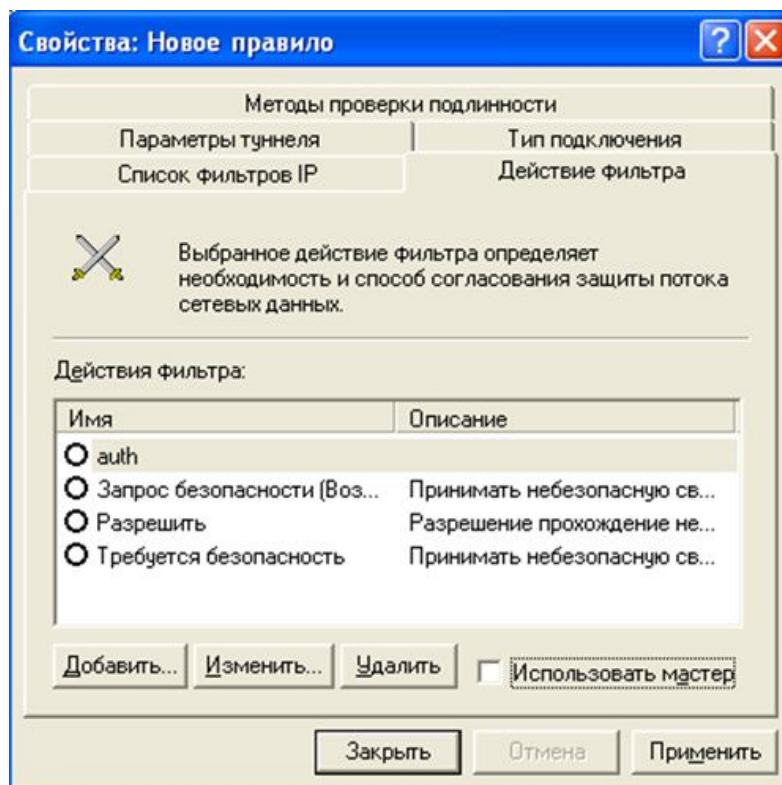 Свойства: Новое правило
Методы проверки подлинности
Параметры туннеля Тип подключения
Список фильтров IP Действие фильтра
Выбранное действие фильтра определяет
необходимость и способ согласования защиты потока
сетевых данных.
Действия фильтра:
Имя Описание
auth
Запрос безопасности (Воз... Принимать небезопасную св...
Разрешить Разрешение прохождение не...
Требуется безопасность Принимать небезопасную св...
Добавить... Изменить... Удалить Использовать мастер
Закрыть Отмена Применить